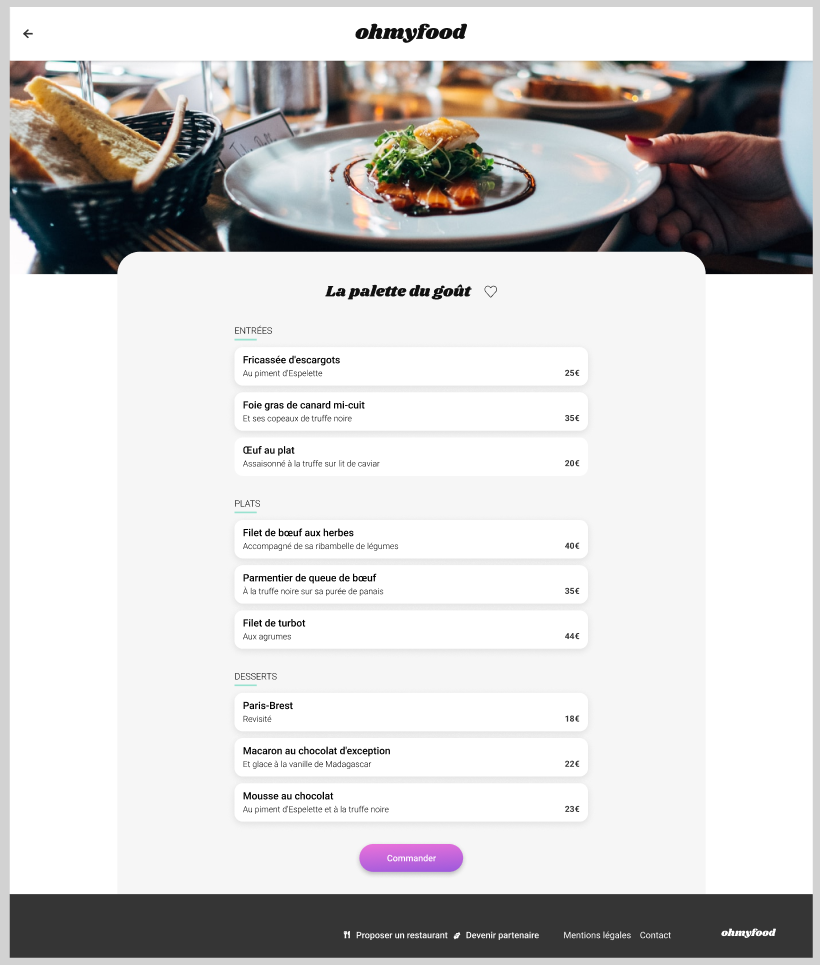 ohmyfood
La palette du goût
ENTRÉES
Fricassée d'escargots
Au piment d'Espelette 25€
Foie gras de canard mi-cuit
Et ses copeaux de truffe noire 35€
Œuf au plat
Assaisonné à la truffe sur lit de caviar 20€
PLATS
Filet de bœuf aux herbes
Accompagné de sa ribambelle de légumes 40€
Parmentier de queue de bœuf
À la truffe noire sur sa purée de panais 35€
Filet de turbot
Aux agrumes 44€
DESSERTS
Paris-Brest
Revisité 18€
Macaron au chocolat d'exception
Et glace à la vanille de Madagascar 22€
Mousse au chocolat
Au piment d'Espelette et à la truffe noire 23€
Commander
Proposer un restaurant Devenir partenaire Mentions légales Contact ohmyfood